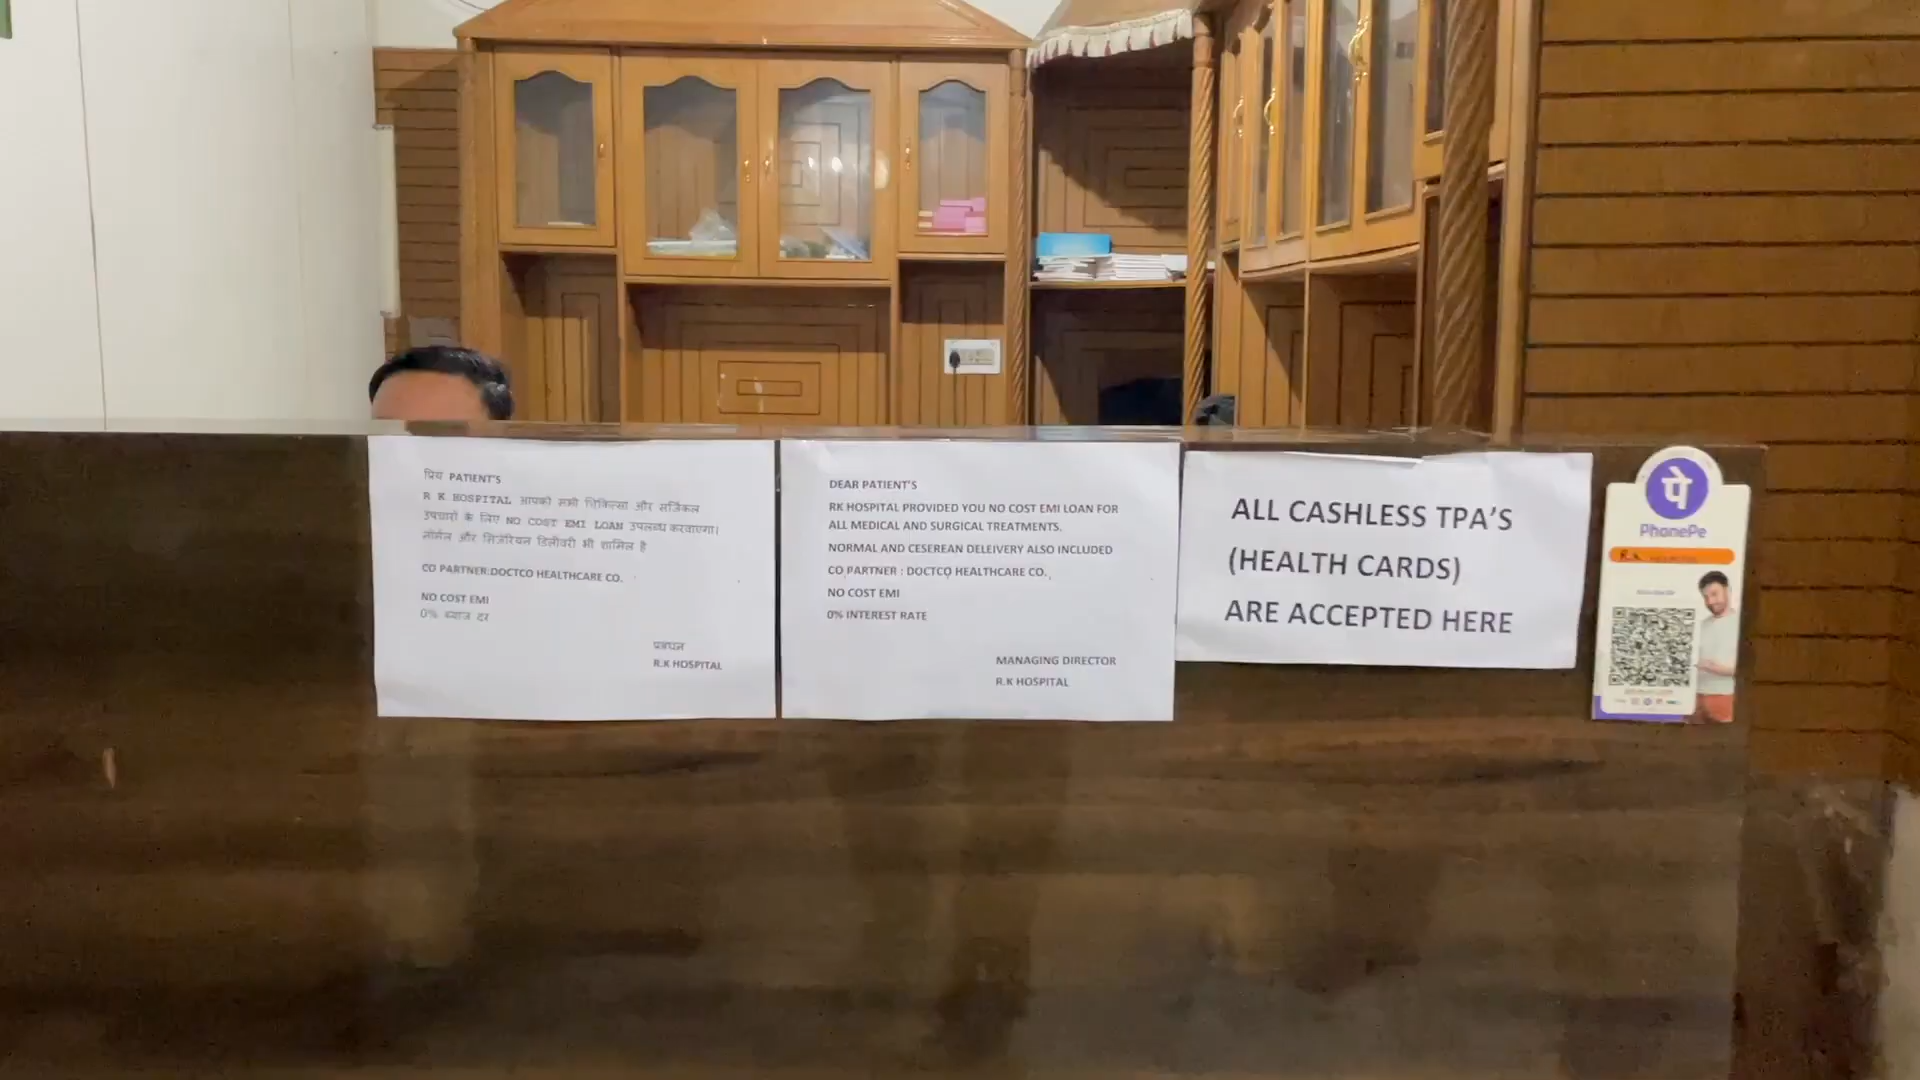 प्रिय PATIENT'S
R K HOSPITAL आपको सभी चिकित्सा और सर्जिकल
उपचारों के लिए NO COST EMI LOAN उपलब्ध करवाएगा।
नॉर्मल और सिजेरियन डिलीवरी भी शामिल है
CO PARTNER:DOCTCO HEALTHCARE CO.
NO COST EMI
0% ब्याज दर
प्रबंधन
R.K HOSPITAL
DEAR PATIENT'S
RK HOSPITAL PROVIDED YOU NO COST EMI LOAN FOR
ALL MEDICAL AND SURGICAL TREATMENTS.
NORMAL AND CESEREAN DELEIVERY ALSO INCLUDED
CO PARTNER : DOCTCO HEALTHCARE CO.
NO COST EMI
0% INTEREST RATE
MANAGING DIRECTOR
R.K HOSPITAL
ALL CASHLESS TPA'S
(HEALTH CARDS)
ARE ACCEPTED HERE
पे
PhonePe